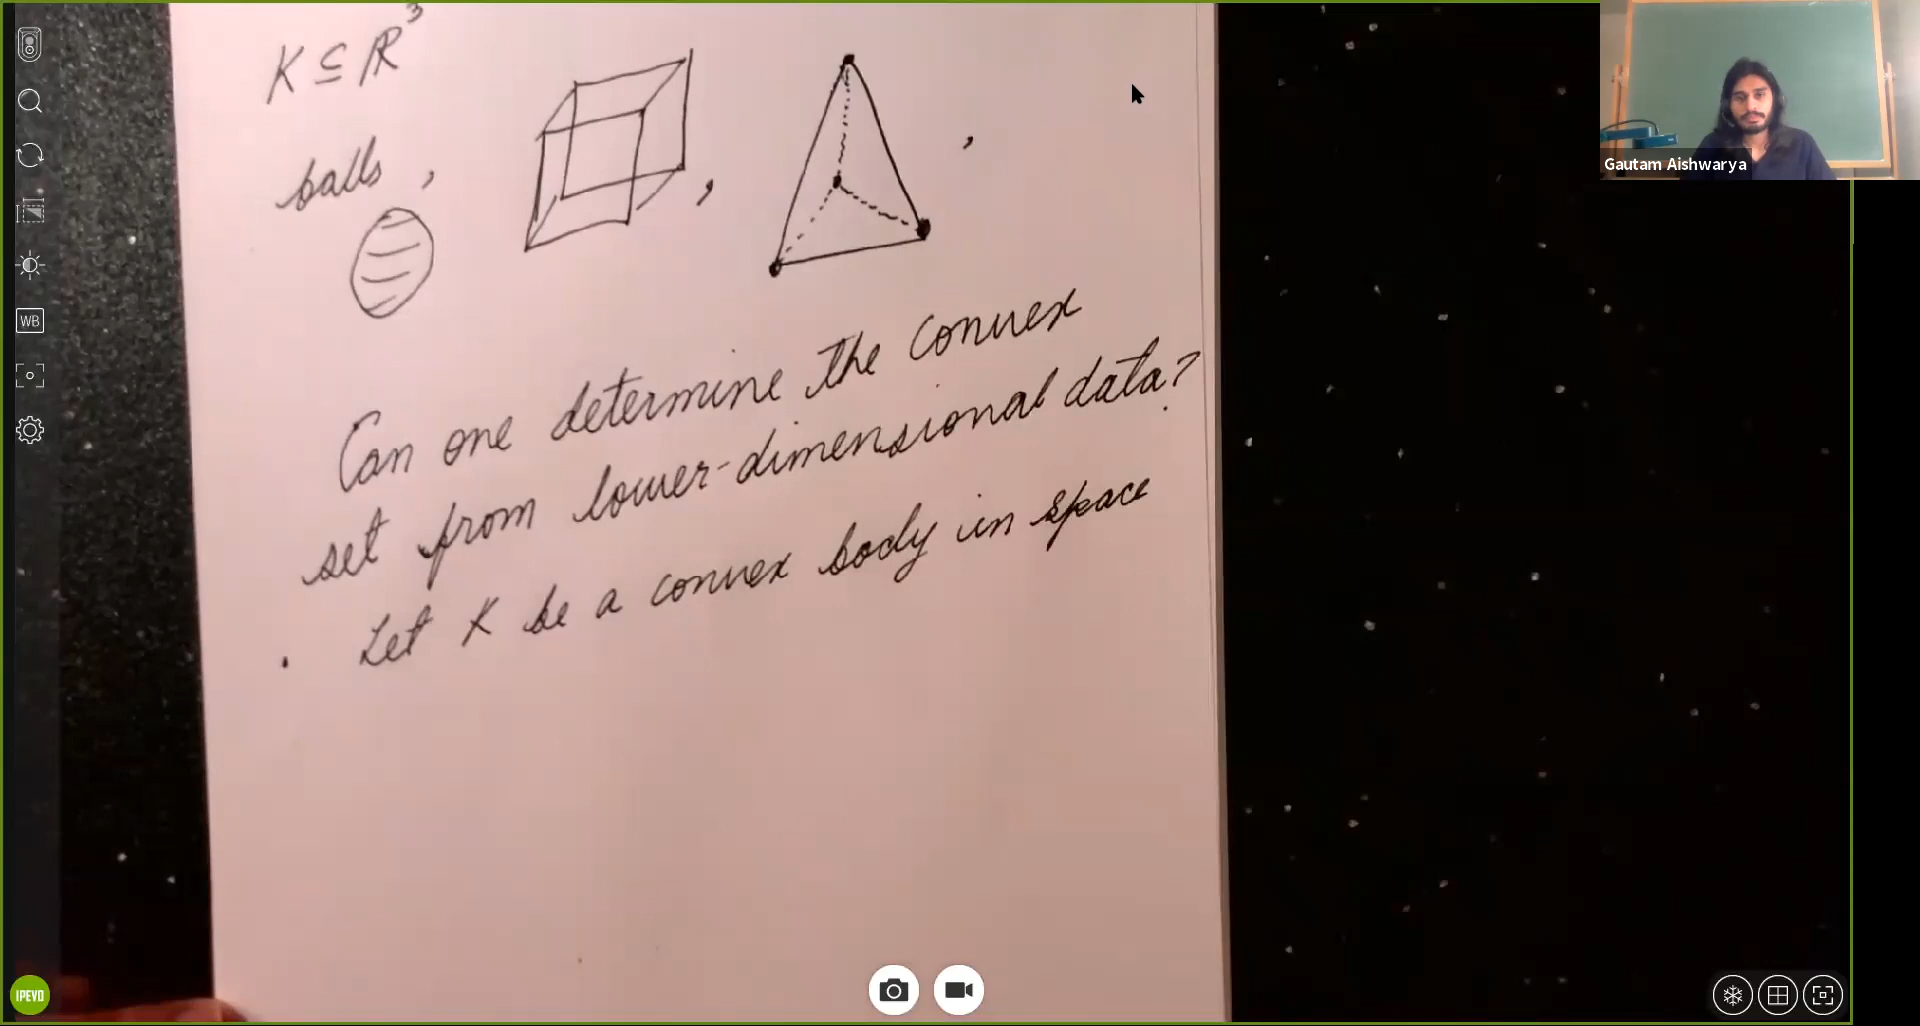 K ⊆ ℝ³
balls,
,
,
Can one determine the convex
set from lower-dimensional data?
. Let K be a convex body in space
Gautam Aishwarya
WB
IPEVO